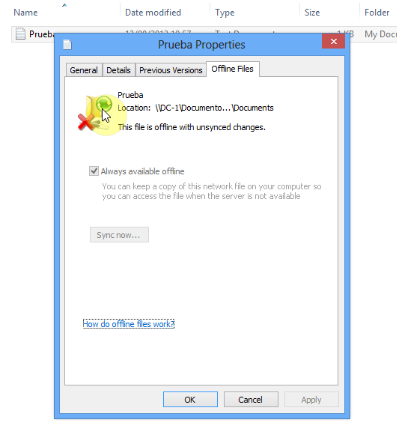 Name Date modified Type Size Folder
Prueba KB My Docu
Prueba Properties
General Details Previous Versions Offline Files
Prueba
Location: \\DC-1\Documento...\Documents
This file is offline with unsynced changes.
Always available offline
You can keep a copy of this network file on your computer so
you can access the file when the server is not available
Sync now...
How do offline files work?
OK Cancel Apply